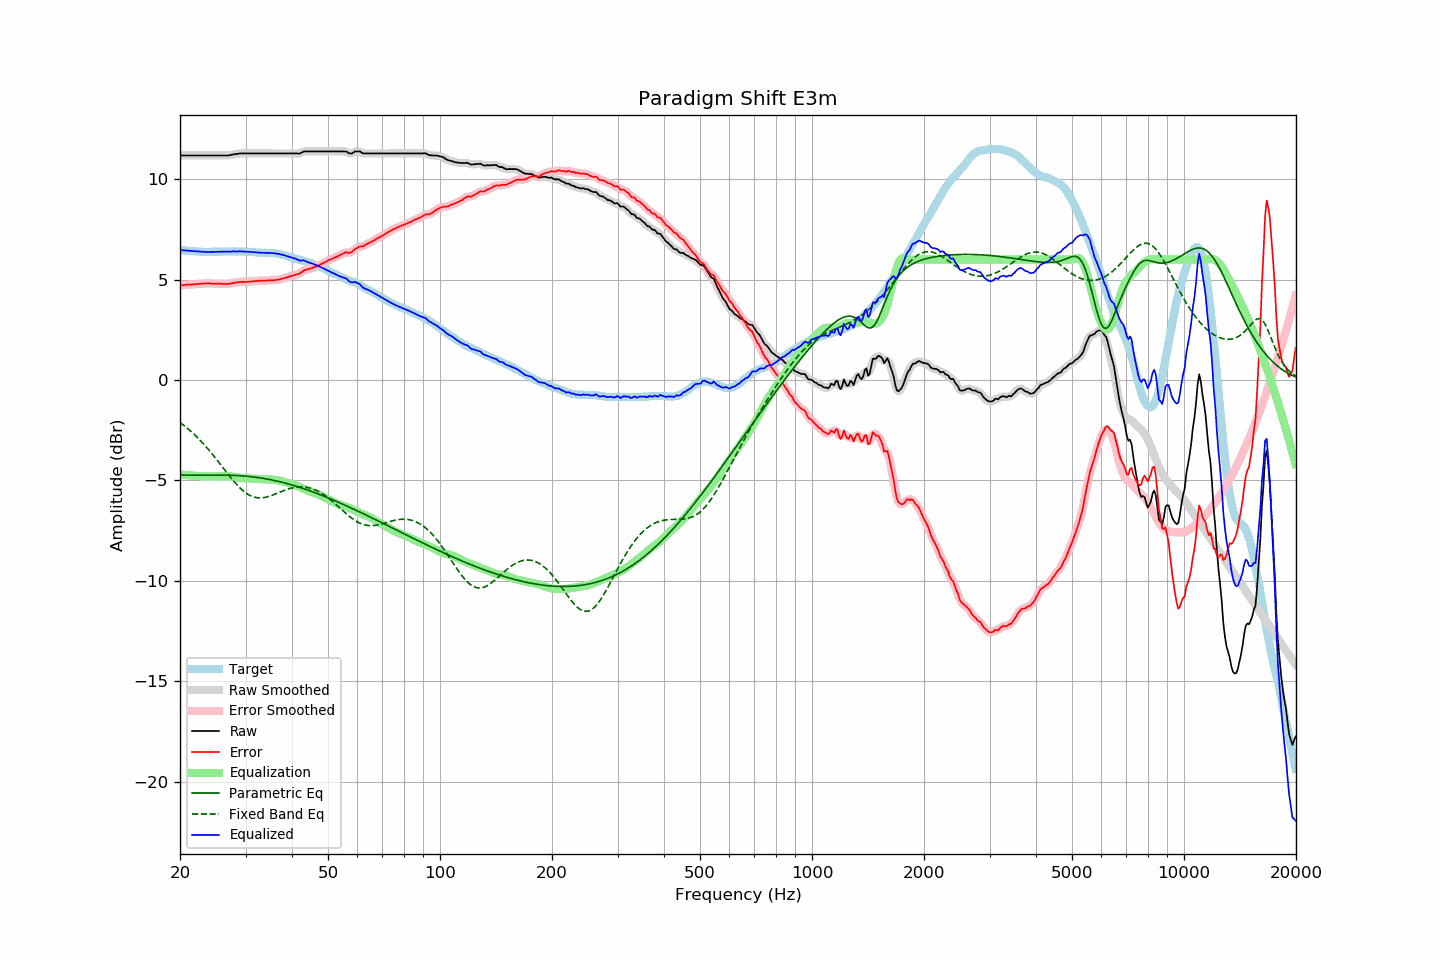 Paradigm Shift E3m
Amplitude (dBr)
10
5
0
−5
−10
−15
−20
Target
Raw Smoothed
Error Smoothed
Raw
Error
Equalization
Parametric Eq
Fixed Band Eq
Equalized
20 50 100 200 500 1000 2000 5000 10000 20000
Frequency (Hz)